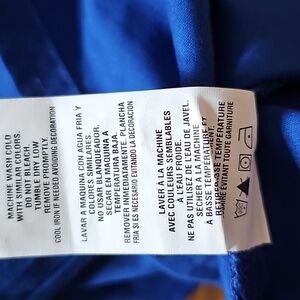 MACHINE WASH COLD
WITH SIMILAR COLORS.
DO NOT BLEACH.
TUMBLE DRY LOW
REMOVE PROMPTLY.
COOL IRON IF NEEDED AVOIDING DECORATION
LAVAR A MAQUINA CON AGUA FRIA Y
COLORES SIMILARES.
NO USAR BLANQUEADOR.
SECAR EN MAQUINA A
TEMPERATURA BAJA.
REMOVER INMEDIATAMENTE. PLANCHA
FRIA SI ES NECESARIO EVITANDO LA DECORACION
LAVER A LA MACHINE
AVEC COULEURS SEMBLABLES
A L'EAU FROIDE.
NE PAS UTILISEZ DE L'EAU DE JAVEL.
SECHER A LA MACHINE
A BASSE TEMPERATURE ET
BASSE TEMPERATURE
EVITANT TOUTE GARNITURE